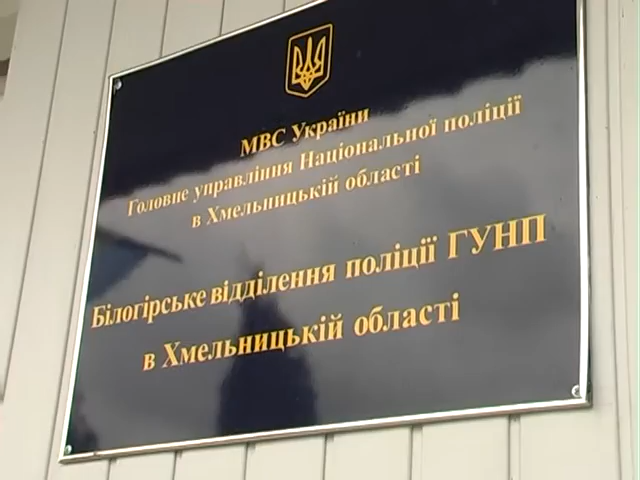 МВС України
Головне управління Національної поліції
в Хмельницькій області
Білогірське відділення поліції ГУНП
в Хмельницькій області